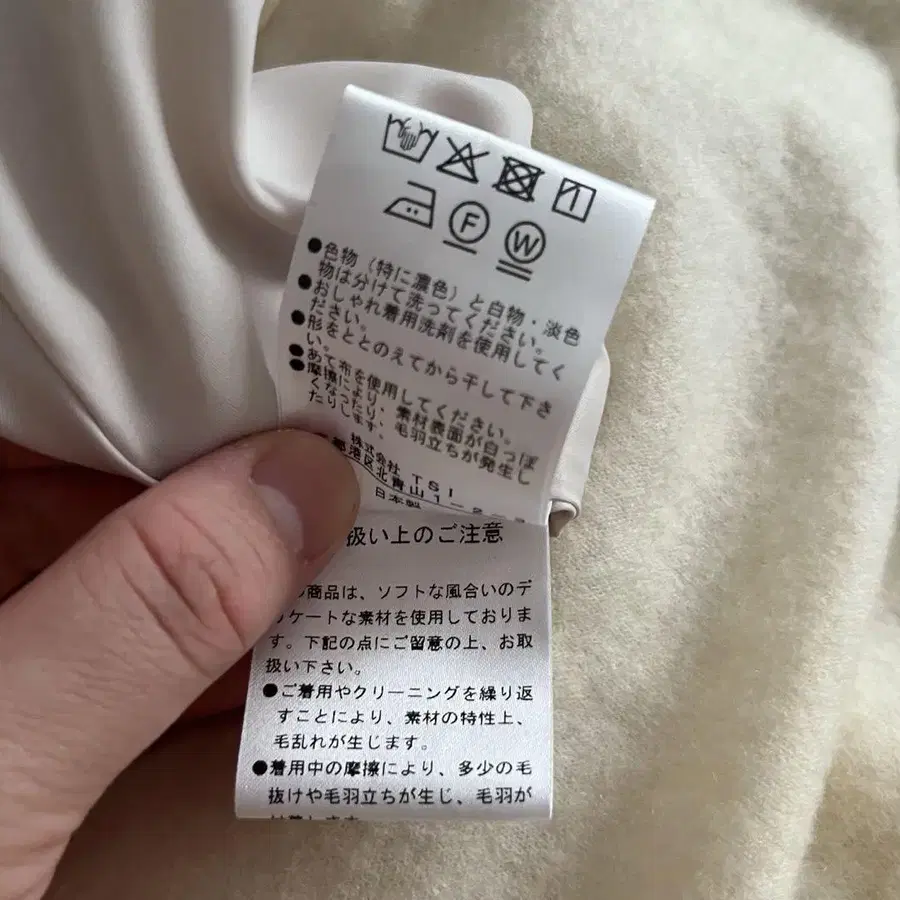 F W
●色物(特に濃色)と白物・淡色
物は分けて洗ってください。
●おしゃれ着用洗剤を使用してく
ださい。
●形をととのえてから干して下さ
い。
●あて布を使用してください。
●摩擦により、素材表面が白っぽ
くなったり、毛羽立ちが発生し
たりします。
株式会社 TSI
都港区北青山1-2-3
日本製
扱い上のご注意
商品は、ソフトな風合いのデ
リケートな素材を使用しておりま
す。下記の点にご留意の上、お取
扱い下さい。
●ご着用やクリーニングを繰り返
すことにより、素材の特性上、
毛乱れが生じます。
●着用中の摩擦により、多少の毛
抜けや毛羽立ちが生じ、毛羽が